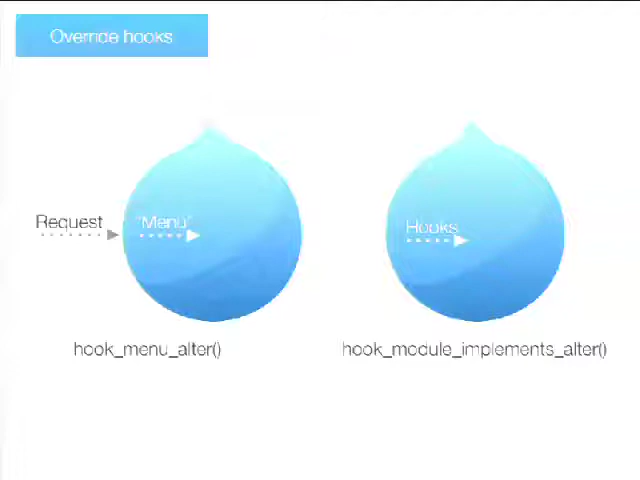 Override hooks
Request
"Menu"
Hooks
hook_menu_alter()
hook_module_implements_alter()